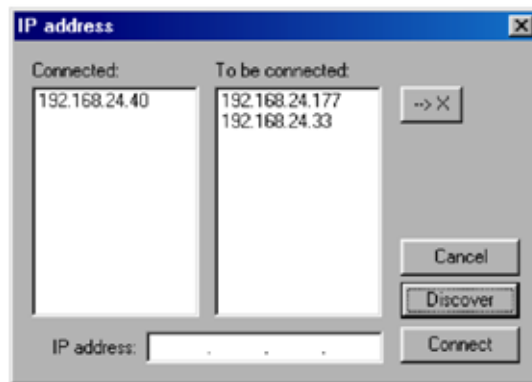 IP address
Connected:
To be connected:
192.168.24.40
192.168.24.177
192.168.24.33
--> X
Cancel
Discover
IP address: . . .
Connect